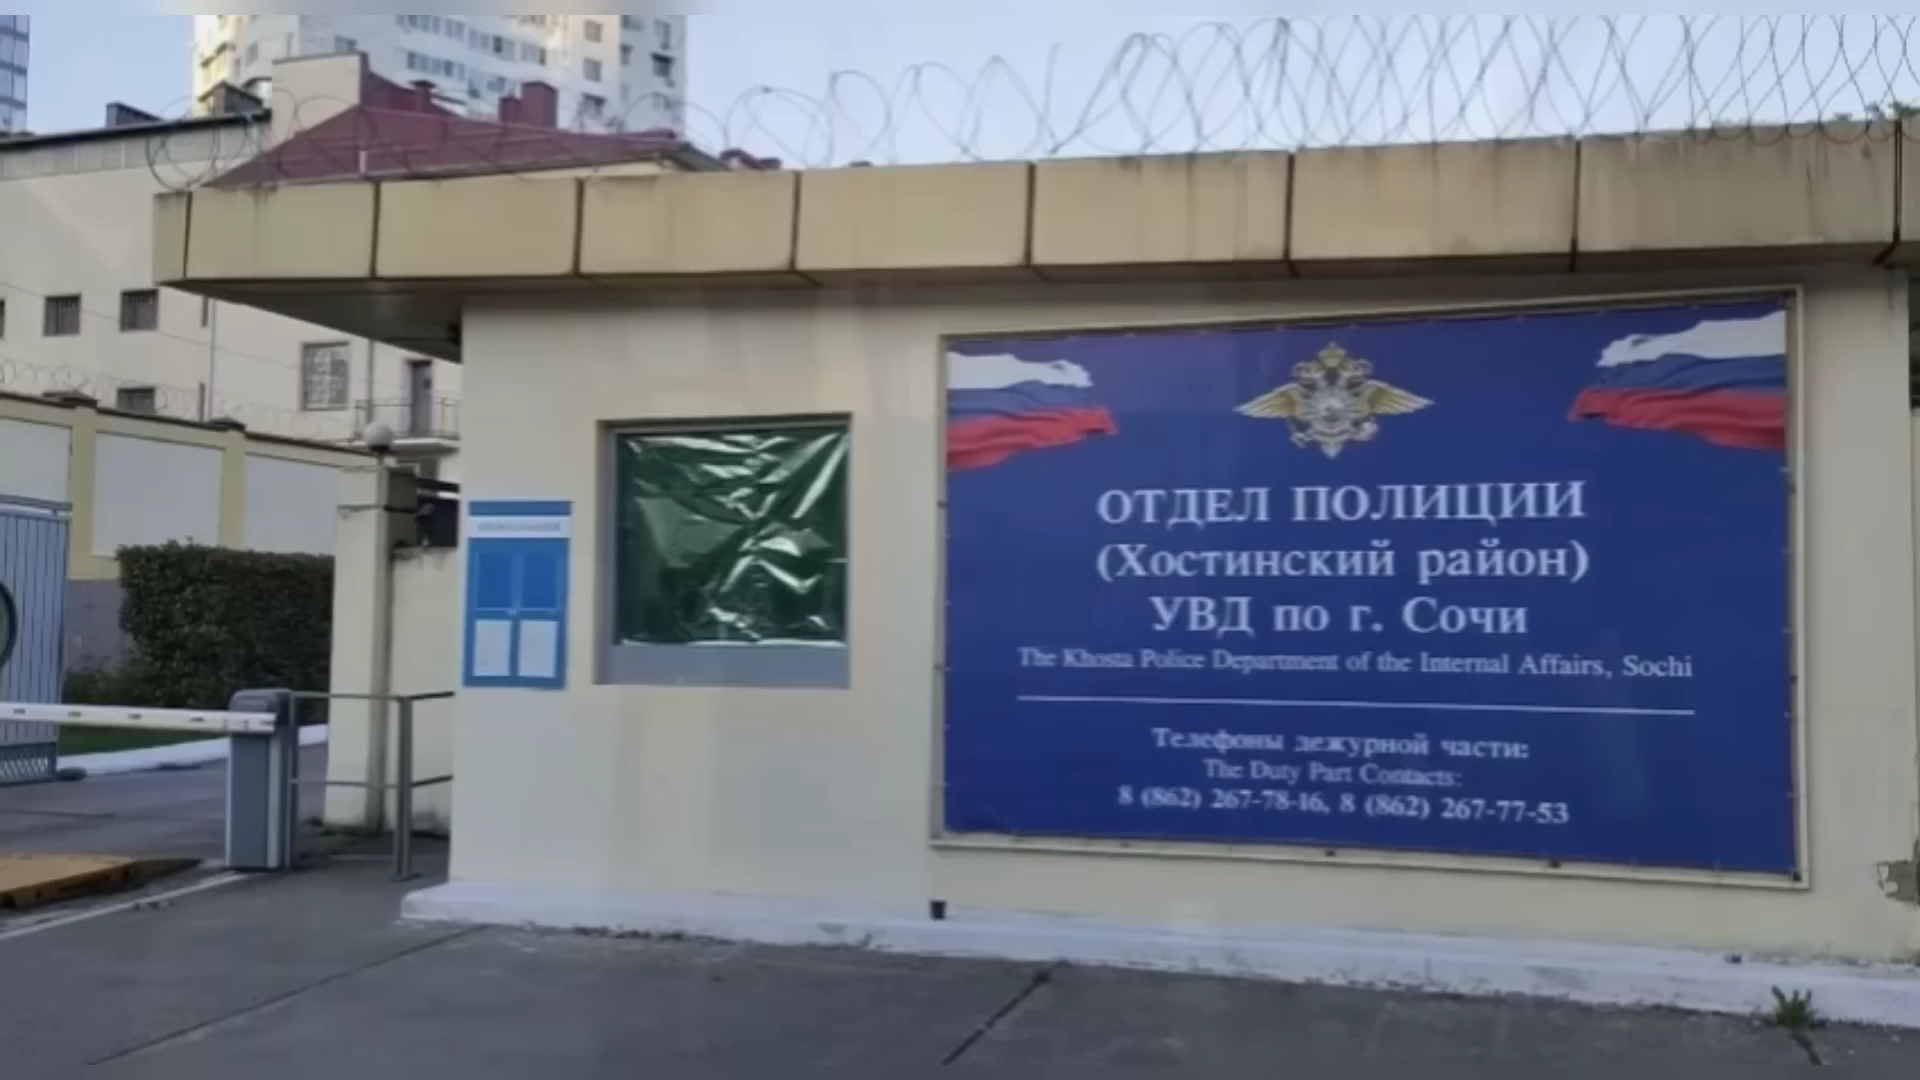 ОТДЕЛ ПОЛИЦИИ
(Хостинский район)
УВД по г. Сочи
The Khosta Police Department of the Internal Affairs, Sochi
Телефоны дежурной части:
The Duty Part Contacts:
8 (862) 267-78-16, 8 (862) 267-77-53